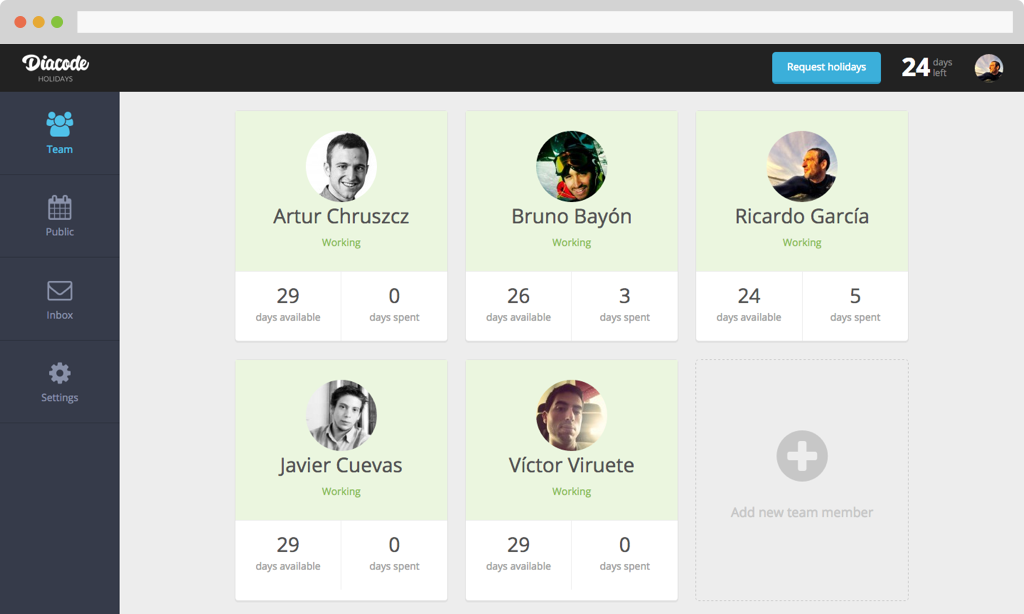 Diacode
HOLIDAYS
Request holidays
24 days left
Team
Public
Inbox
Settings
Artur Chruszcz
Working
29
days available
0
days spent
Bruno Bayón
Working
26
days available
3
days spent
Ricardo García
Working
24
days available
5
days spent
Javier Cuevas
Working
29
days available
0
days spent
Víctor Viruete
Working
29
days available
0
days spent
Add new team member